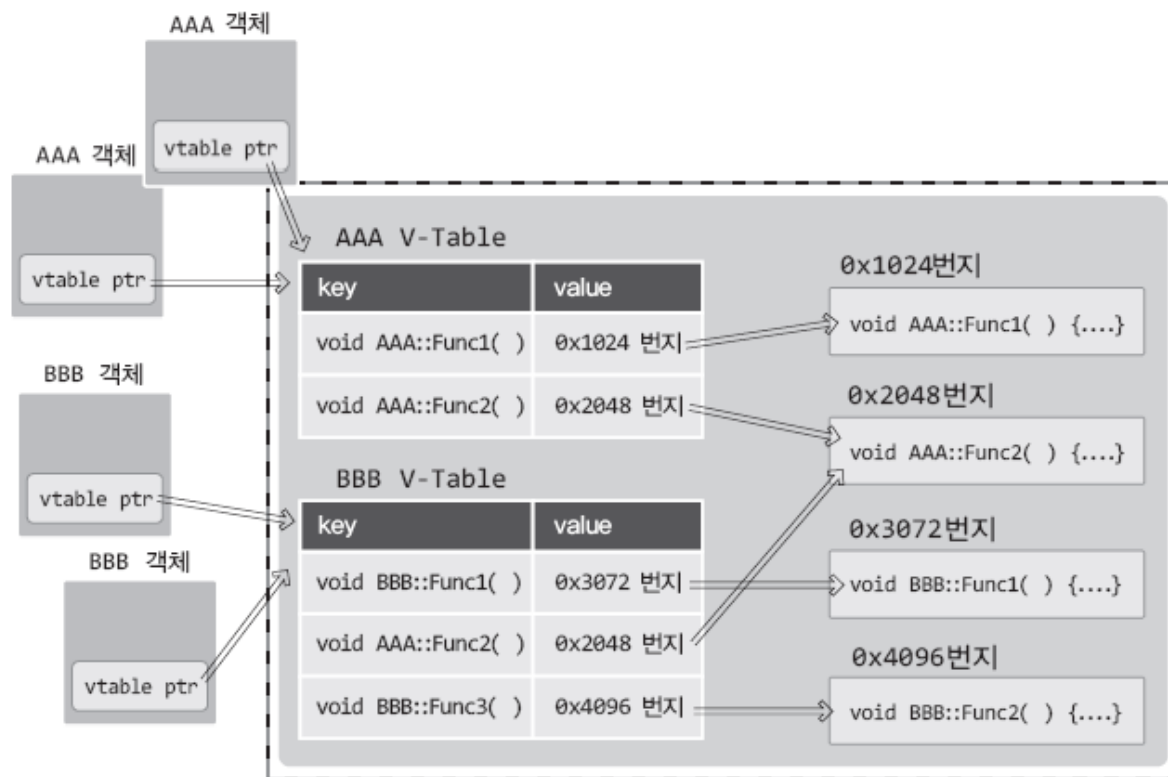 AAA 객체
vtable ptr
AAA 객체
vtable ptr
BBB 객체
vtable ptr
BBB 객체
vtable ptr
AAA V-Table
key value
void AAA::Func1( ) 0x1024 번지
void AAA::Func2( ) 0x2048 번지
BBB V-Table
key value
void BBB::Func1( ) 0x3072 번지
void AAA::Func2( ) 0x2048 번지
void BBB::Func3( ) 0x4096 번지
0x1024번지
void AAA::Func1( ) {....}
0x2048번지
void AAA::Func2( ) {....}
0x3072번지
void BBB::Func1( ) {....}
0x4096번지
void BBB::Func2( ) {....}